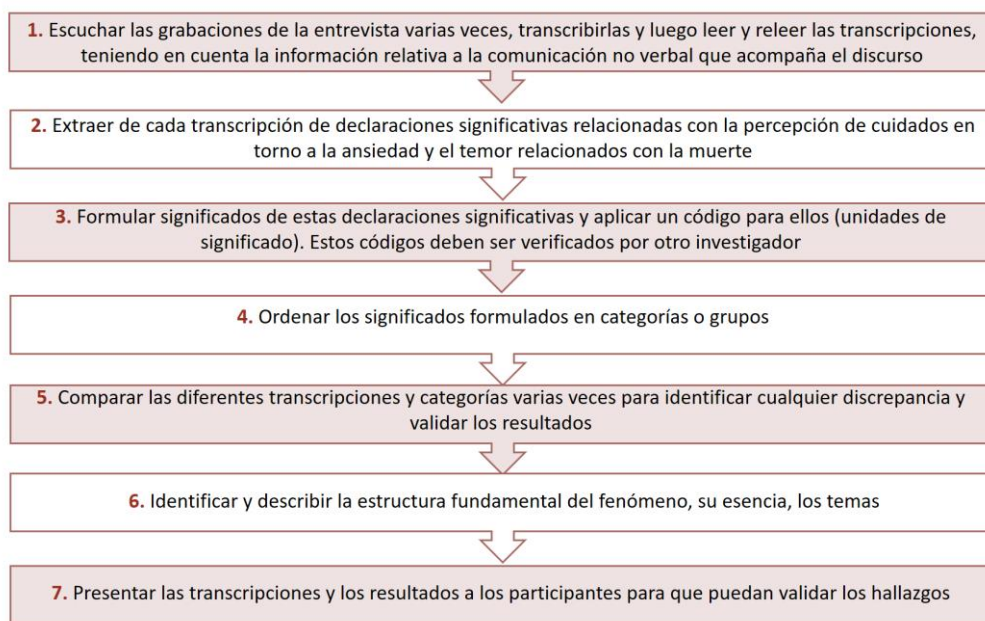 1. Escuchar las grabaciones de la entrevista varias veces, transcribirlas y luego leer y releer las transcripciones,
teniendo en cuenta la información relativa a la comunicación no verbal que acompaña el discurso
2. Extraer de cada transcripción de declaraciones significativas relacionadas con la percepción de cuidados en
torno a la ansiedad y el temor relacionados con la muerte
3. Formular significados de estas declaraciones significativas y aplicar un código para ellos (unidades de
significado). Estos códigos deben ser verificados por otro investigador
4. Ordenar los significados formulados en categorías o grupos
5. Comparar las diferentes transcripciones y categorías varias veces para identificar cualquier discrepancia y
validar los resultados
6. Identificar y describir la estructura fundamental del fenómeno, su esencia, los temas
7. Presentar las transcripciones y los resultados a los participantes para que puedan validar los hallazgos